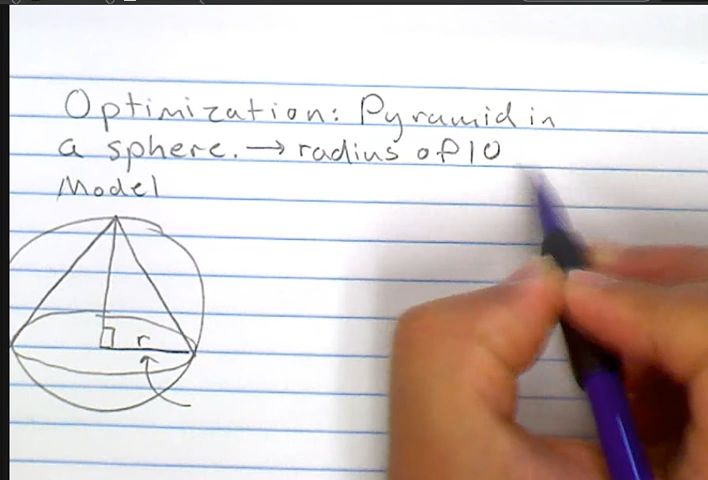 Optimization: Pyramid in
a sphere. → radius of 10
Model
r